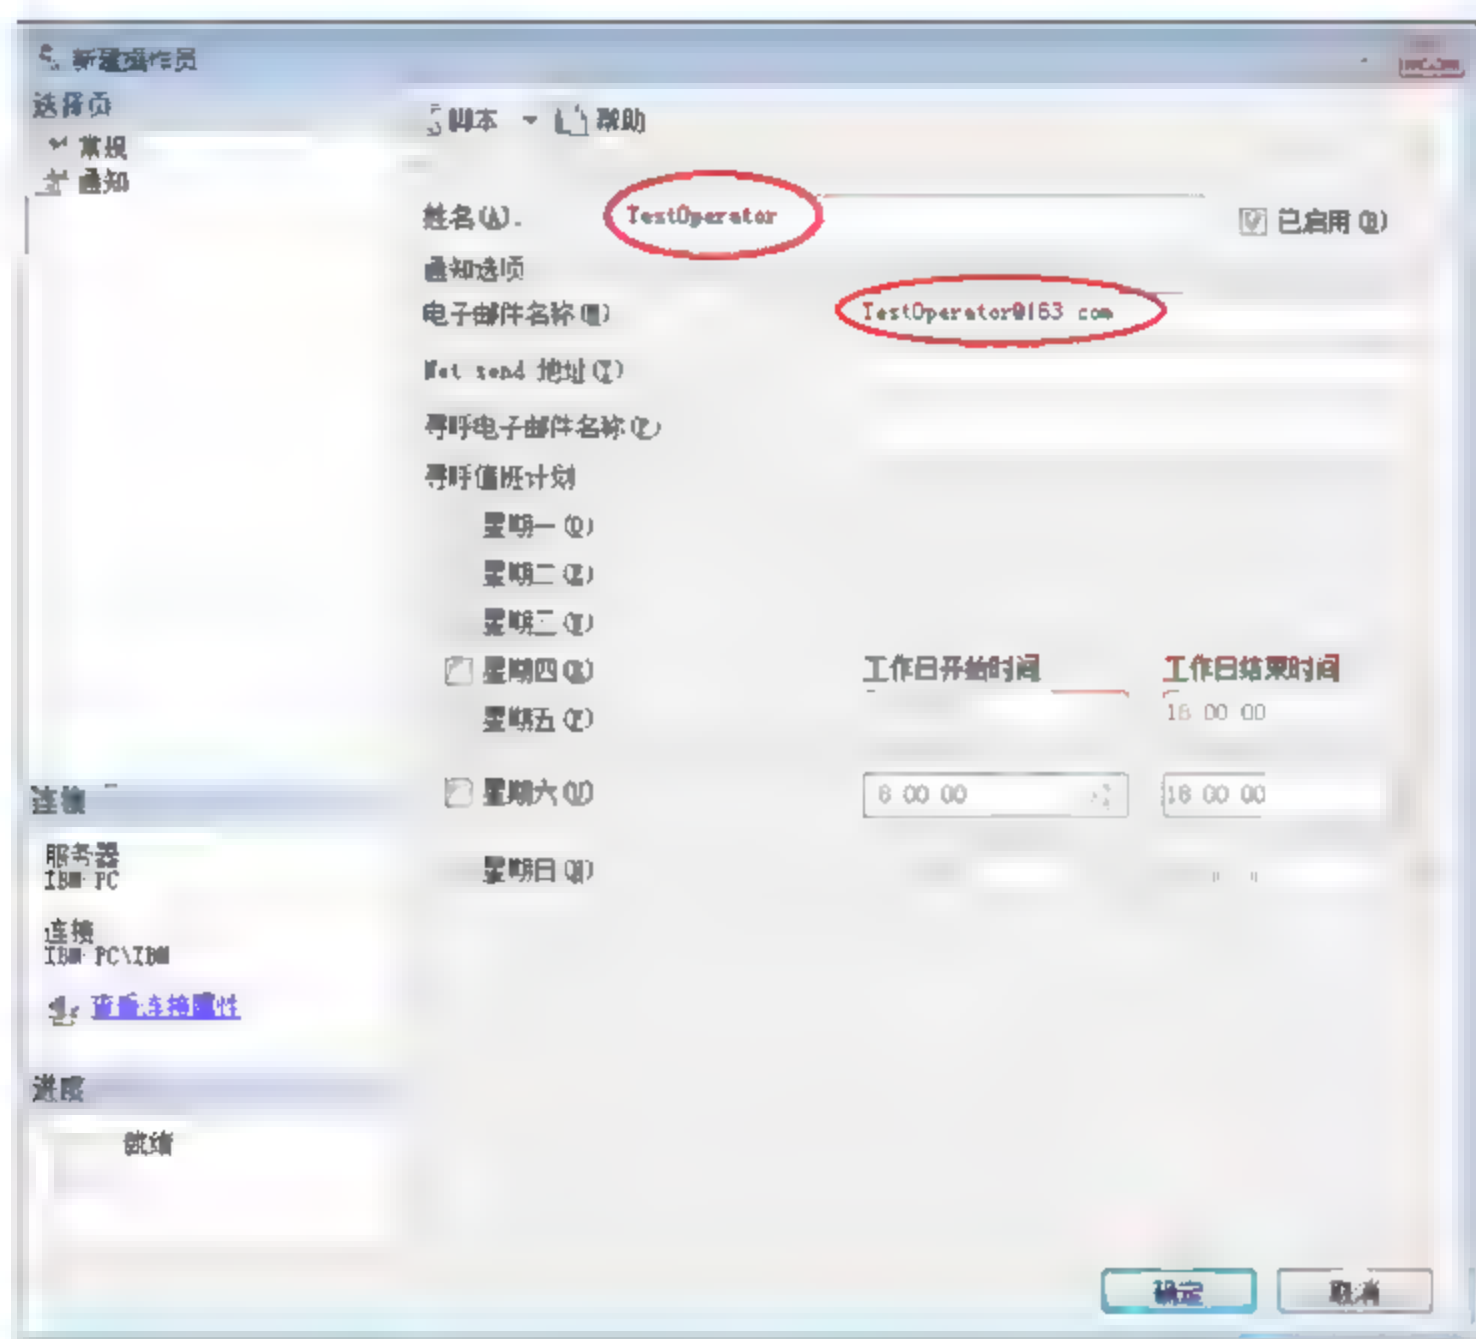 新建操作员
选择页
常规
通知
脚本 帮助
姓名(A).
TestOperator
已启用(B)
通知选项
电子邮件名称(E)
TestOperator@163 com
Net send 地址(I)
寻呼电子邮件名称(P)
寻呼值班计划
星期一(O)
星期二(Z)
星期三(T)
星期四(R)
工作日开始时间 工作日结束时间
星期五(F)
18 00 00
星期六(U)
8 00 00
18 00 00
星期日(N)
连接
服务器
IBM-PC
连接
IBM-PC\IBM
查看连接属性
进度
就绪
确定 取消